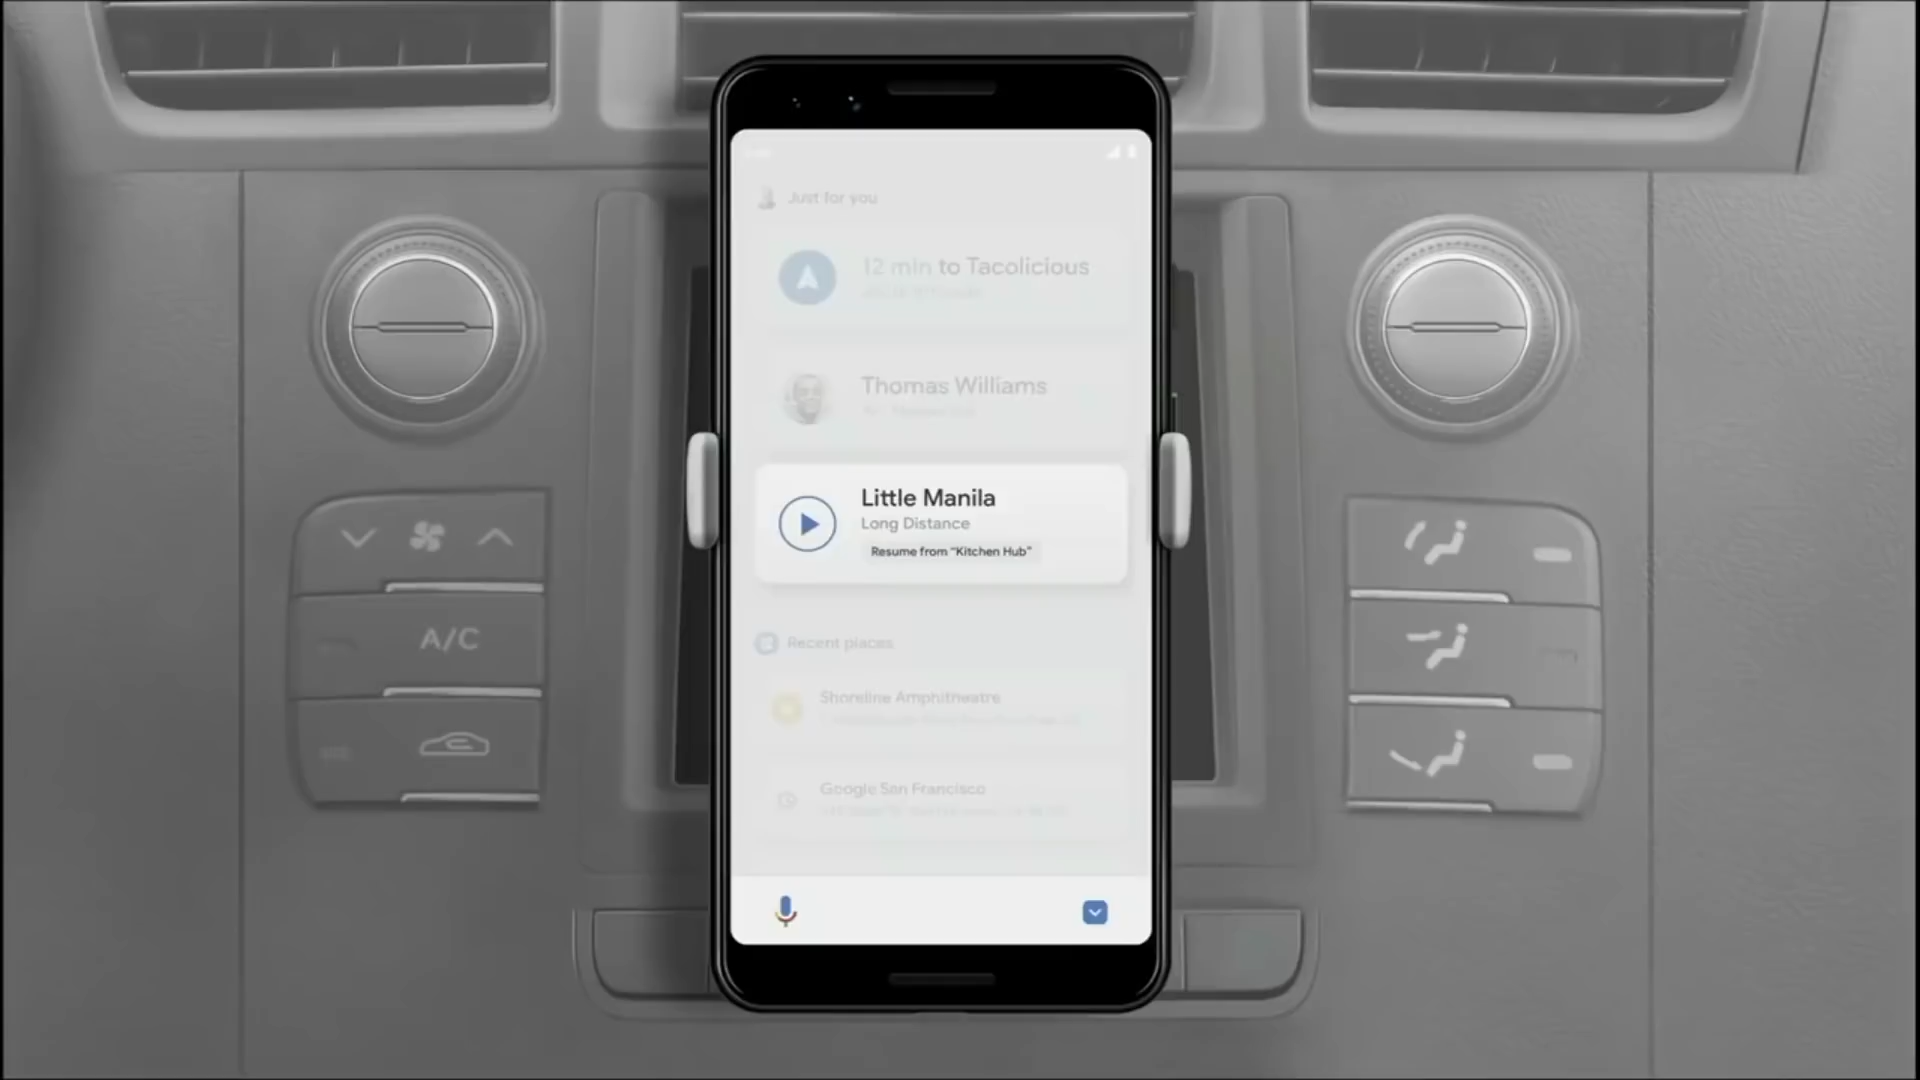 Just for you
12 min to Tacolicious
Thomas Williams
Little Manila
Long Distance
Resume from “Kitchen Hub”
Recent places
Shoreline Amphitheatre
Google San Francisco
A/C